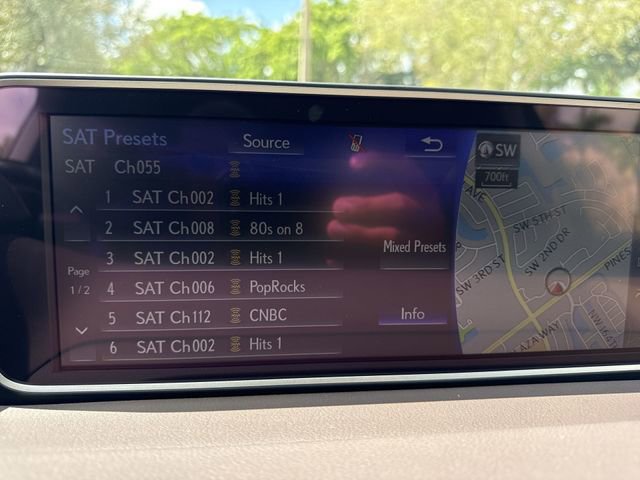 SAT Presets
Source
SAT Ch055
1 SAT Ch002 Hits 1
2 SAT Ch008 80s on 8
3 SAT Ch002 Hits 1
4 SAT Ch006 PopRocks
5 SAT Ch112 CNBC
6 SAT Ch002 Hits 1
Page
1/2
Mixed Presets
Info
SW
700ft
AVE
SW 5TH ST
SW 2ND DR
SW 3RD ST
PINES